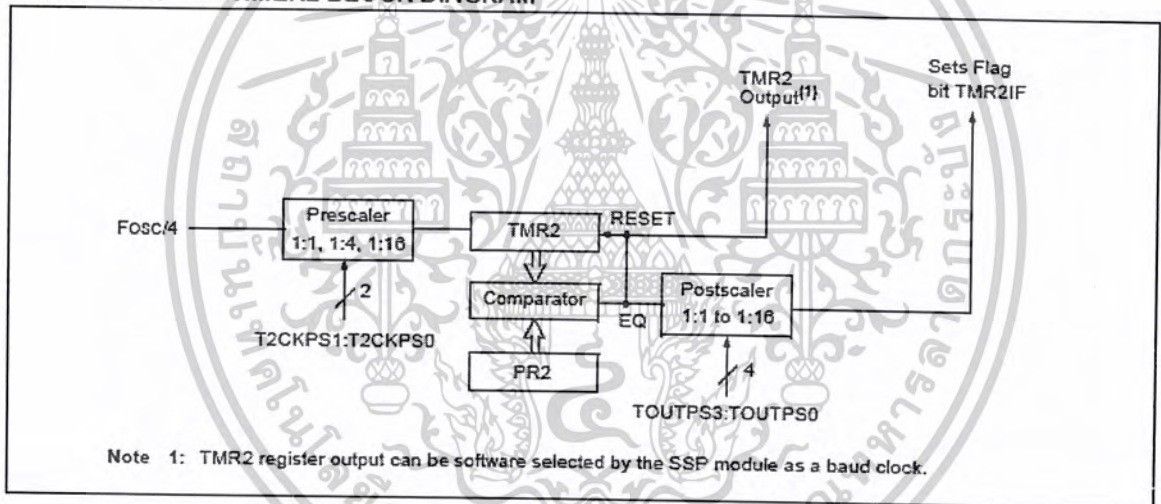 TMR2
Output(1)
Sets Flag
bit TMR2IF
Fosc/4
Prescaler
1:1, 1:4, 1:16
2
T2CKPS1:T2CKPS0
TMR2
RESET
Comparator
EQ
PR2
Postscaler
1:1 to 1:16
4
TOUTPS3:TOUTPS0
Note 1: TMR2 register output can be software selected by the SSP module as a baud clock.